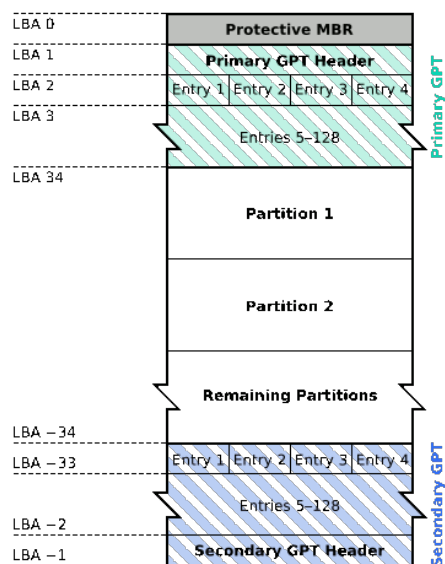 LBA 0
Protective MBR
LBA 1
Primary GPT Header
LBA 2
Entry 1 Entry 2 Entry 3 Entry 4
LBA 3
Entries 5–128
Primary GPT
LBA 34
Partition 1
Partition 2
Remaining Partitions
LBA −34
LBA −33
Entry 1 Entry 2 Entry 3 Entry 4
Entries 5–128
LBA −2
LBA −1
Secondary GPT Header
Secondary GPT